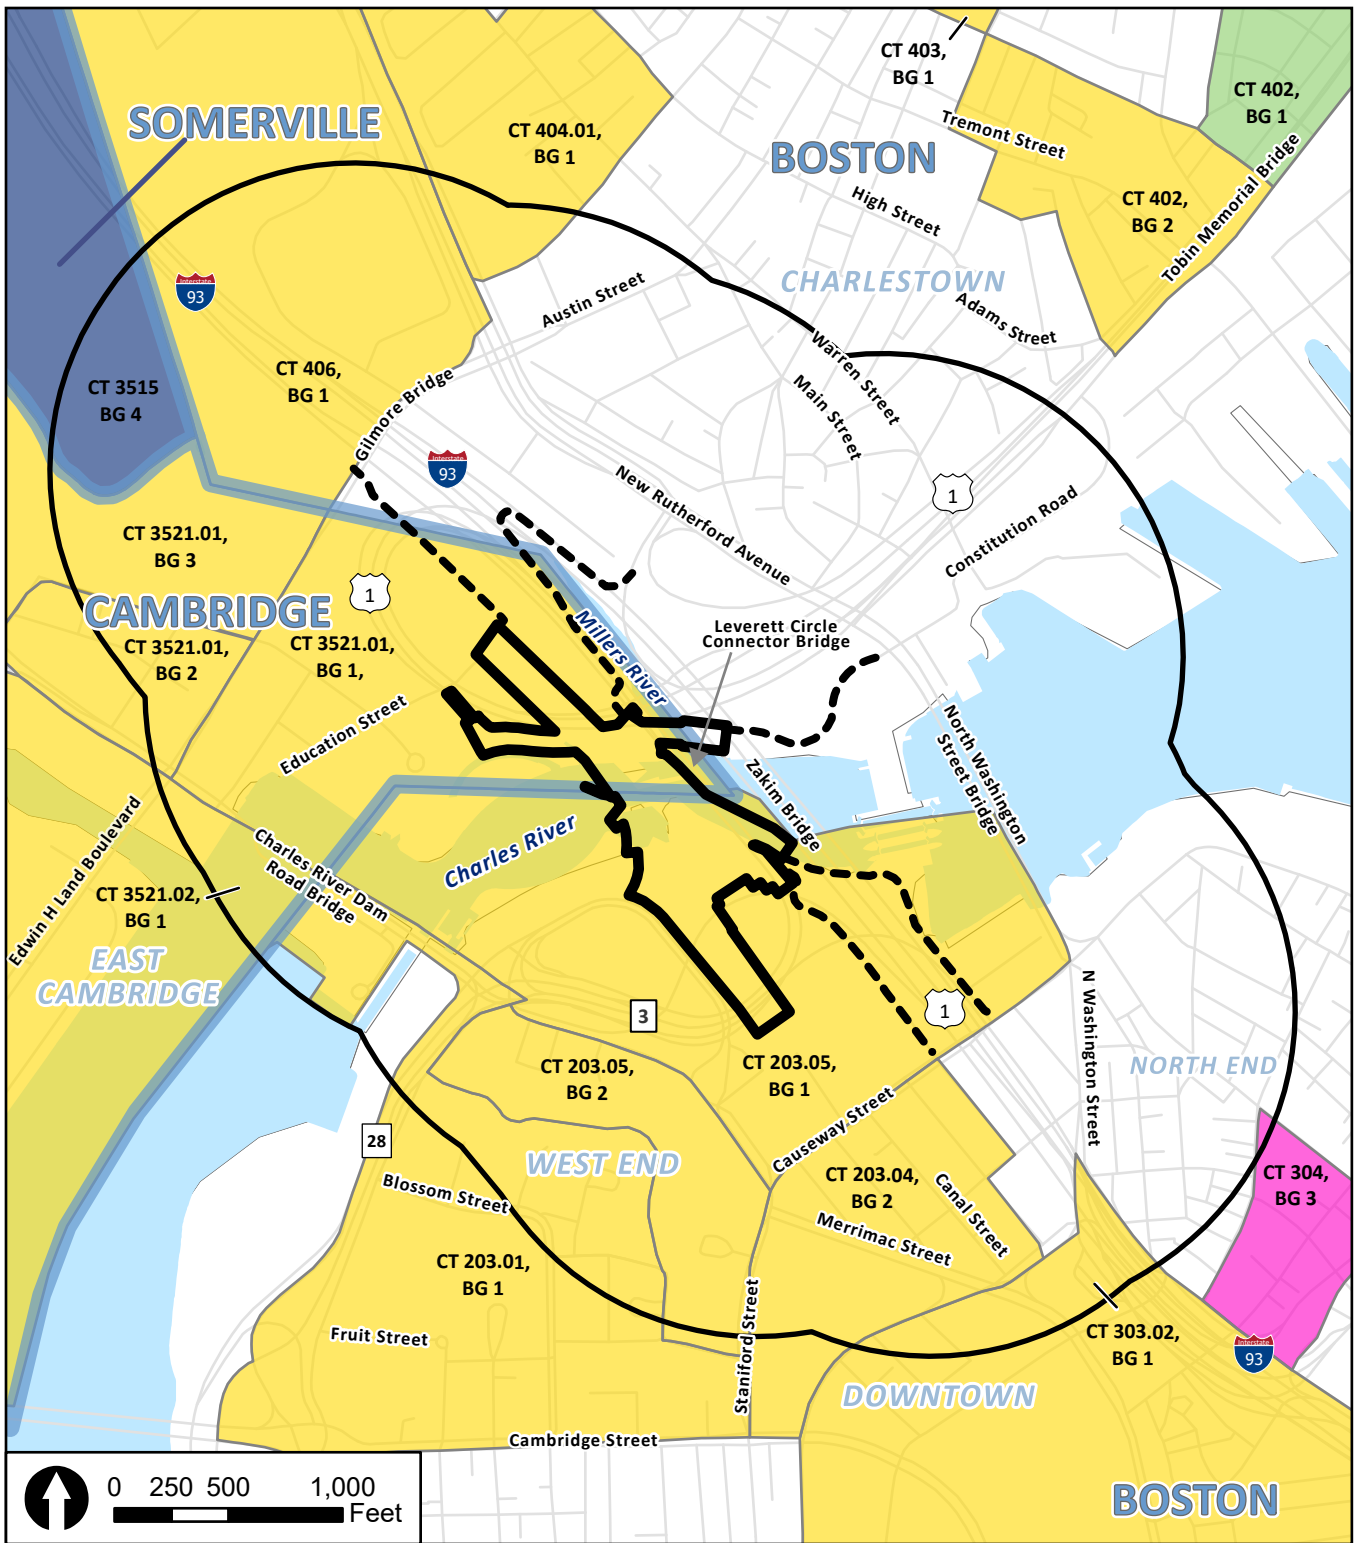 CT 403,
BG 1
CT 402,
BG 1
SOMERVILLE
CT 404.01,
BG 1
Tremont Street
BOSTON
High Street
CT 402,
BG 2
Tobin Memorial Bridge
CHARLESTOWN
Interstate
93
Austin Street
Adams Street
Warren Street
CT 406,
BG 1
CT 3515
BG 4
Main Street
Gilmore Bridge
Interstate
93
New Rutherford Avenue
1
Constitution Road
CT 3521.01,
BG 3
1
CAMBRIDGE
Millers River
Leverett Circle
Connector Bridge
CT 3521.01,
BG 2
CT 3521.01,
BG 1,
Education Street
North Washington
Street Bridge
Zakim Bridge
Edwin H Land Boulevard
Charles River
Charles River Dam
Road Bridge
CT 3521.02,
BG 1
EAST
CAMBRIDGE
3
1
N Washington Street
CT 203.05,
BG 2
CT 203.05,
BG 1
NORTH END
Causeway Street
28
WEST END
CT 203.04,
BG 2
Canal Street
CT 304,
BG 3
Blossom Street
Merrimac Street
CT 203.01,
BG 1
Staniford Street
Fruit Street
CT 303.02,
BG 1
Interstate
93
DOWNTOWN
Cambridge Street
0 250 500 1,000
Feet
BOSTON